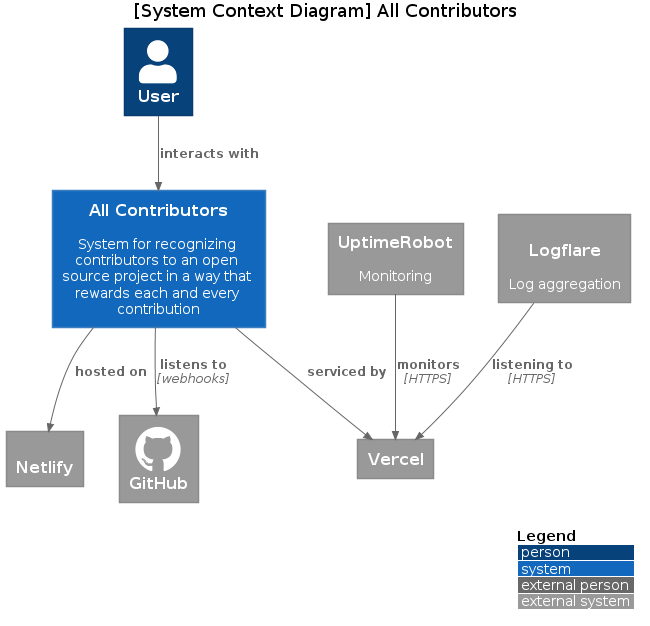 [System Context Diagram] All Contributors
User
interacts with
All Contributors
System for recognizing
contributors to an open
source project in a way that
rewards each and every
contribution
UptimeRobot
Monitoring
Logflare
Log aggregation
hosted on
listens to
[webhooks]
serviced by
monitors
[HTTPS]
listening to
[HTTPS]
Netlify
GitHub
Vercel
Legend
person
system
external person
external system